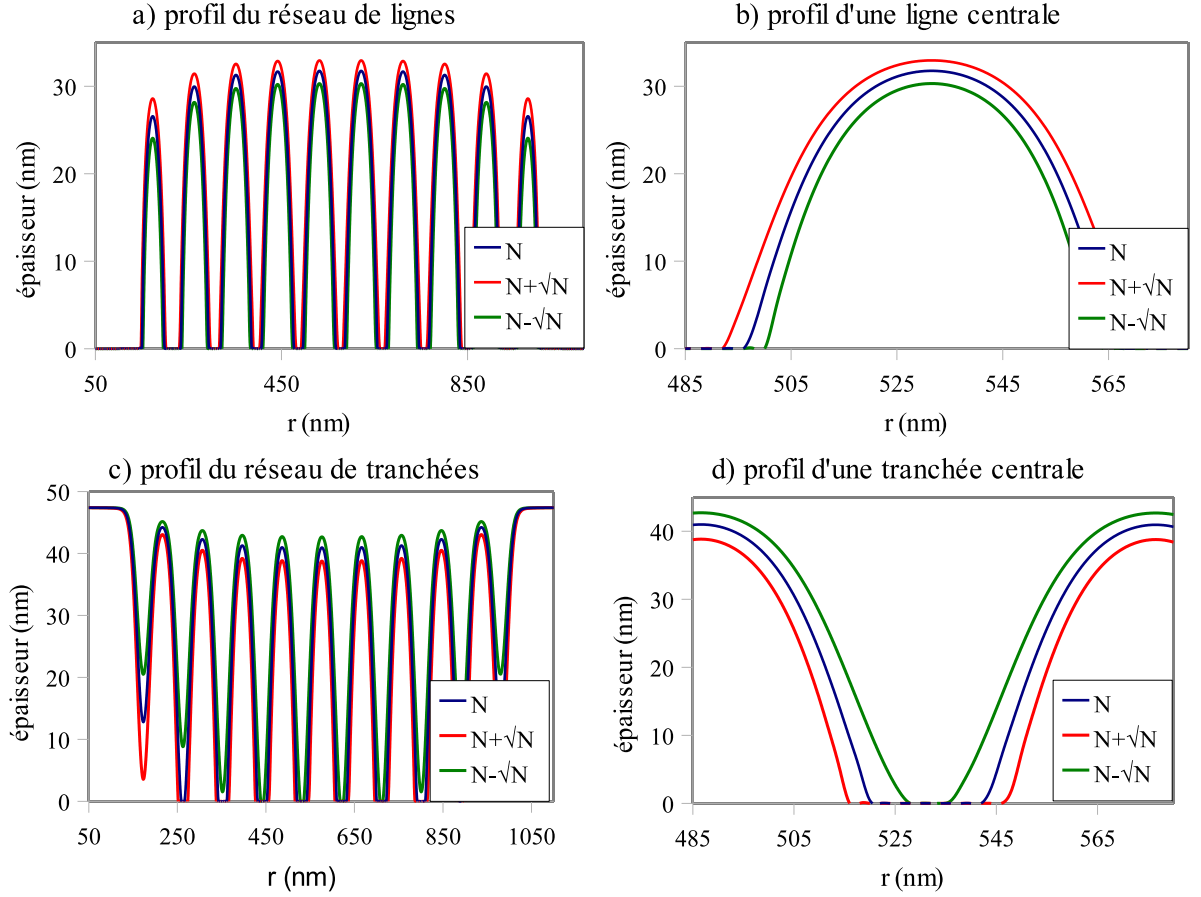 a) profil du réseau de lignes
épaisseur (nm)
30
20
10
0
50
450
850
r (nm)
N
N+√N
N-√N
b) profil d'une ligne centrale
épaisseur (nm)
30
20
10
0
485
505
525
545
565
r (nm)
N
N+√N
N-√N
c) profil du réseau de tranchées
épaisseur (nm)
50
40
30
20
10
0
50
250
450
650
850
1050
r (nm)
N
N+√N
N-√N
d) profil d'une tranchée centrale
épaisseur (nm)
40
30
20
10
0
485
505
525
545
565
r (nm)
N
N+√N
N-√N